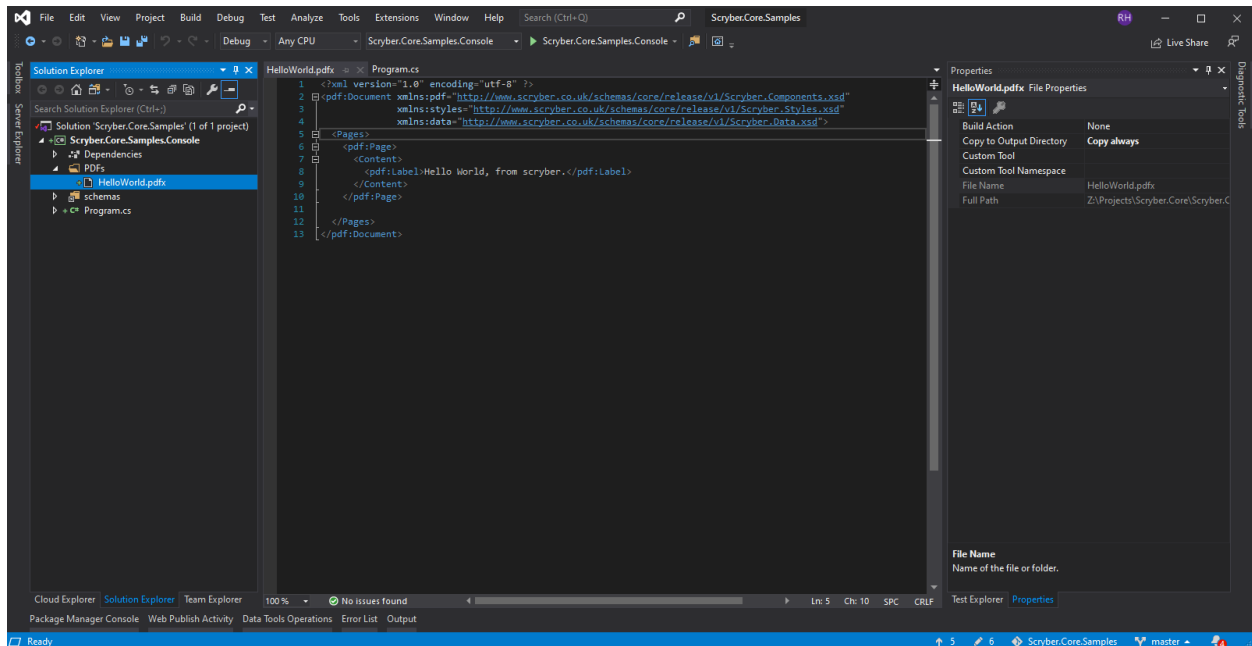 File Edit View Project Build Debug Test Analyze Tools Extensions Window Help Search (Ctrl+Q) Scryber.Core.Samples RH
Debug Any CPU Scryber.Core.Samples.Console Scryber.Core.Samples.Console Live Share
Toolbox
Server Explorer
Solution Explorer
Search Solution Explorer (Ctrl+;)
Solution 'Scryber.Core.Samples' (1 of 1 project)
Scryber.Core.Samples.Console
Dependencies
PDFs
HelloWorld.pdfx
schemas
C# Program.cs
Cloud Explorer Solution Explorer Team Explorer
HelloWorld.pdfx Program.cs
1 <?xml version="1.0" encoding="utf-8" ?>
2 <pdf:Document xmlns:pdf="http://www.scryber.co.uk/schemas/core/release/v1/Scryber.Components.xsd"
3 xmlns:styles="http://www.scryber.co.uk/schemas/core/release/v1/Scryber.Styles.xsd"
4 xmlns:data="http://www.scryber.co.uk/schemas/core/release/v1/Scryber.Data.xsd">
5 <Pages>
6 <pdf:Page>
7 <Content>
8 <pdf:Label>Hello World, from scryber.</pdf:Label>
9 </Content>
10 </pdf:Page>
11
12 </Pages>
13 </pdf:Document>
100 % No issues found Ln: 5 Ch: 10 SPC CRLF
Properties
HelloWorld.pdfx File Properties
Build Action None
Copy to Output Directory Copy always
Custom Tool
Custom Tool Namespace
File Name HelloWorld.pdfx
Full Path Z:\Projects\Scryber.Core\Scryber.C
File Name
Name of the file or folder.
Test Explorer Properties
Diagnostic Tools
Package Manager Console Web Publish Activity Data Tools Operations Error List Output
Ready 5 6 Scryber.Core.Samples master 4